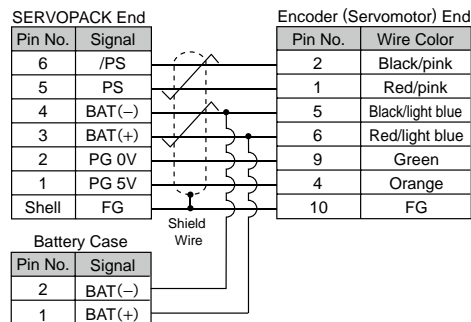 SERVOPACK End
Encoder (Servomotor) End
Pin No. Signal
Pin No. Wire Color
6 /PS
2 Black/pink
5 PS
1 Red/pink
4 BAT(−)
5 Black/light blue
3 BAT(+)
6 Red/light blue
2 PG 0V
9 Green
1 PG 5V
4 Orange
Shell FG
10 FG
Shield
Wire
Battery Case
Pin No. Signal
2 BAT(−)
1 BAT(+)